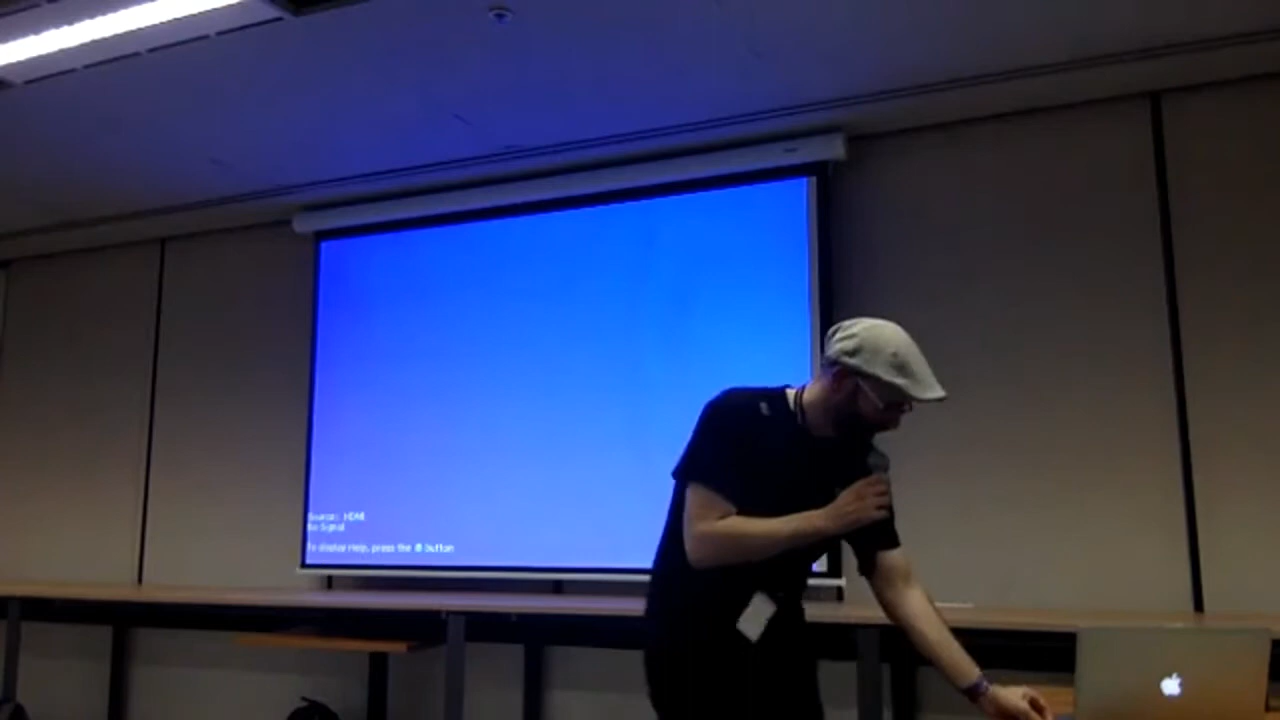 Source: HDMI
No Signal
To display Help, press the ⊕ button